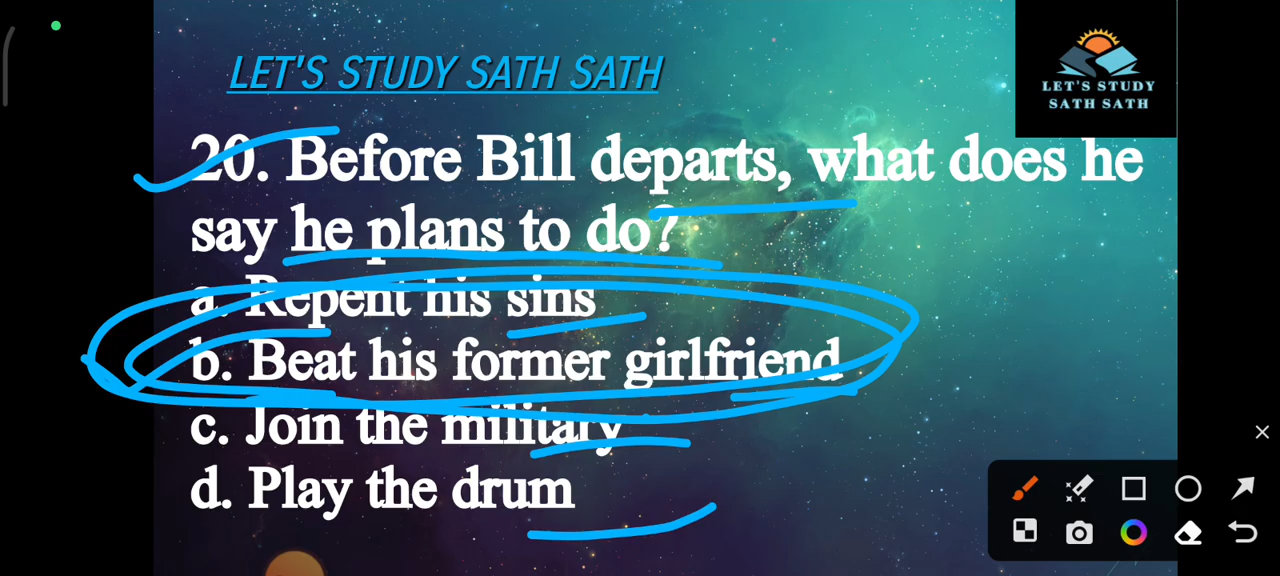 LET'S STUDY SATH SATH
LET'S STUDY
SATH SATH
20. Before Bill departs, what does he
say he plans to do?
a. Repent his sins
b. Beat his former girlfriend
c. Join the military
d. Play the drum